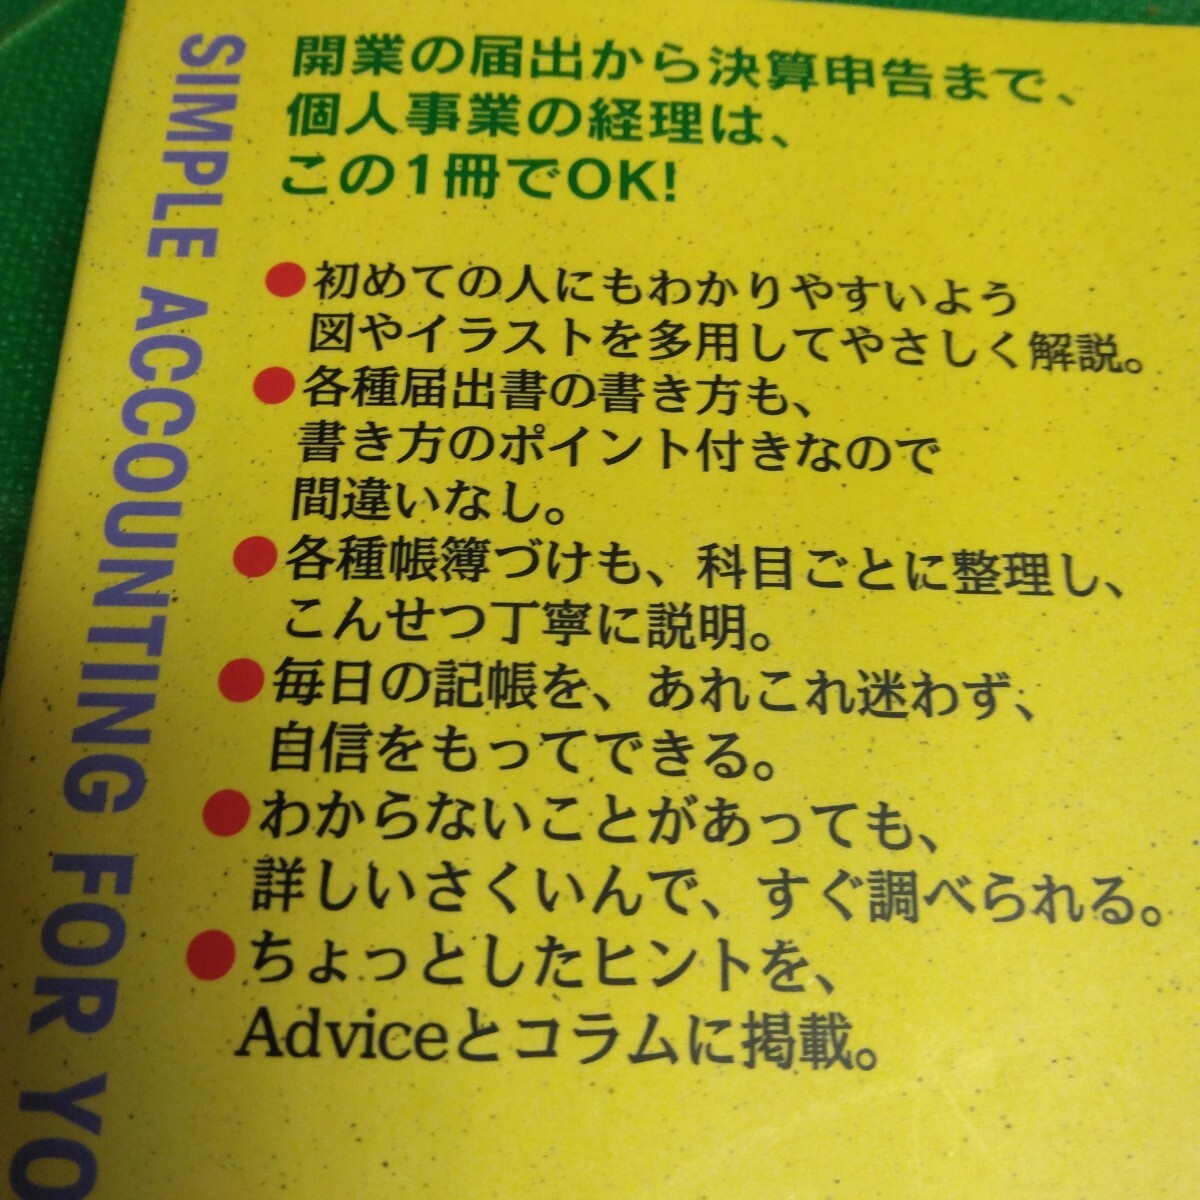 SIMPLE ACCOUNTING FOR YO
開業の届出から決算申告まで、
個人事業の経理は、
この1冊でOK!
●初めての人にもわかりやすいよう
図やイラストを多用してやさしく解説。
●各種届出書の書き方も、
書き方のポイント付きなので
間違いなし。
●各種帳簿づけも、科目ごとに整理し、
こんせつ丁寧に説明。
●毎日の記帳を、あれこれ迷わず、
自信をもってできる。
●わからないことがあっても、
詳しいさくいんで、すぐ調べられる。
●ちょっとしたヒントを、
Adviceとコラムに掲載。